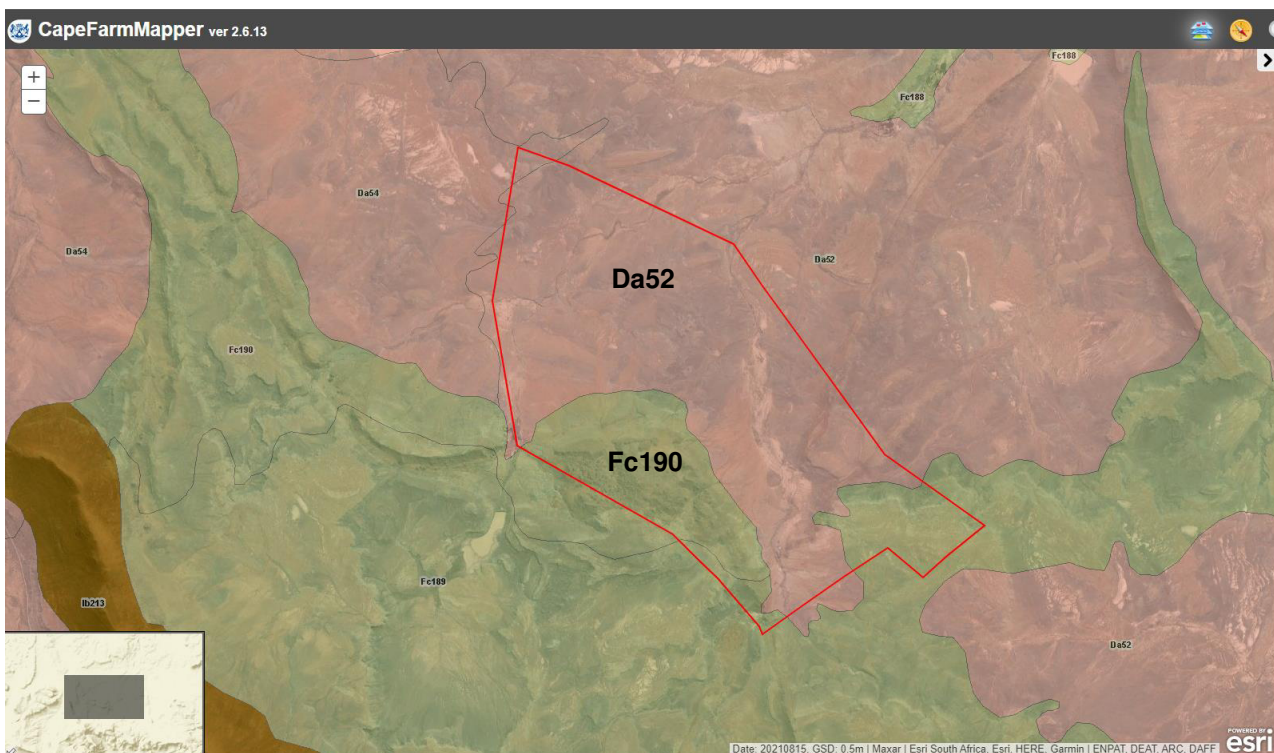 CapeFarmMapper ver 2.6.13
+
−
Fc188
Fc188
Da54
Da54
Da52
Da52
Fc190
Fc190
Fc189
Ib213
Da52
Date: 20210815, GSD: 0.5m | Maxar | Esri South Africa, Esri, HERE, Garmin | ENPAT, DEAT, ARC, DAFF
POWERED BY
esri